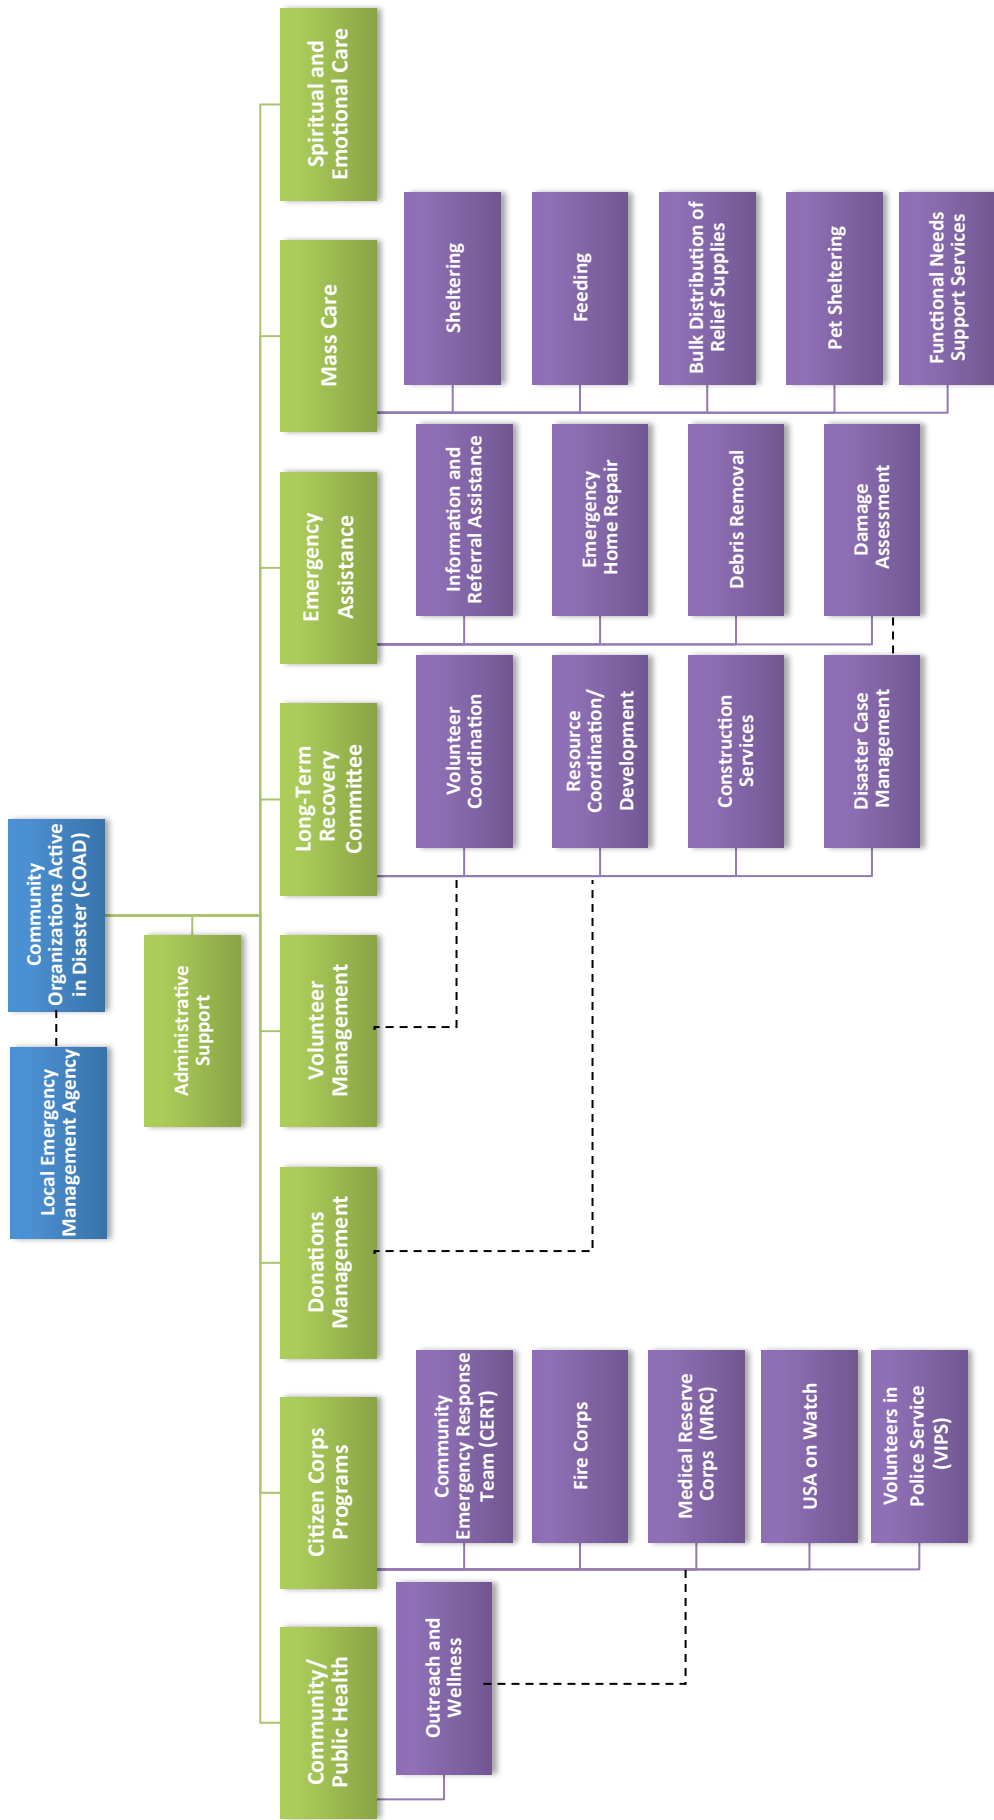 Local Emergency
Management Agency
Community
Organizations Active
in Disaster (COAD)
Administrative
Support
Community/
Public Health
Outreach and
Wellness
Citizen Corps
Programs
Community
Emergency Response
Team (CERT)
Fire Corps
Medical Reserve
Corps (MRC)
USA on Watch
Volunteers in
Police Service
(VIPS)
Donations
Management
Volunteer
Management
Long-Term
Recovery
Committee
Volunteer
Coordination
Resource
Coordination/
Development
Construction
Services
Disaster Case
Management
Emergency
Assistance
Information and
Referral Assistance
Emergency
Home Repair
Debris Removal
Damage
Assessment
Mass Care
Sheltering
Feeding
Bulk Distribution of
Relief Supplies
Pet Sheltering
Functional Needs
Support Services
Spiritual and
Emotional Care